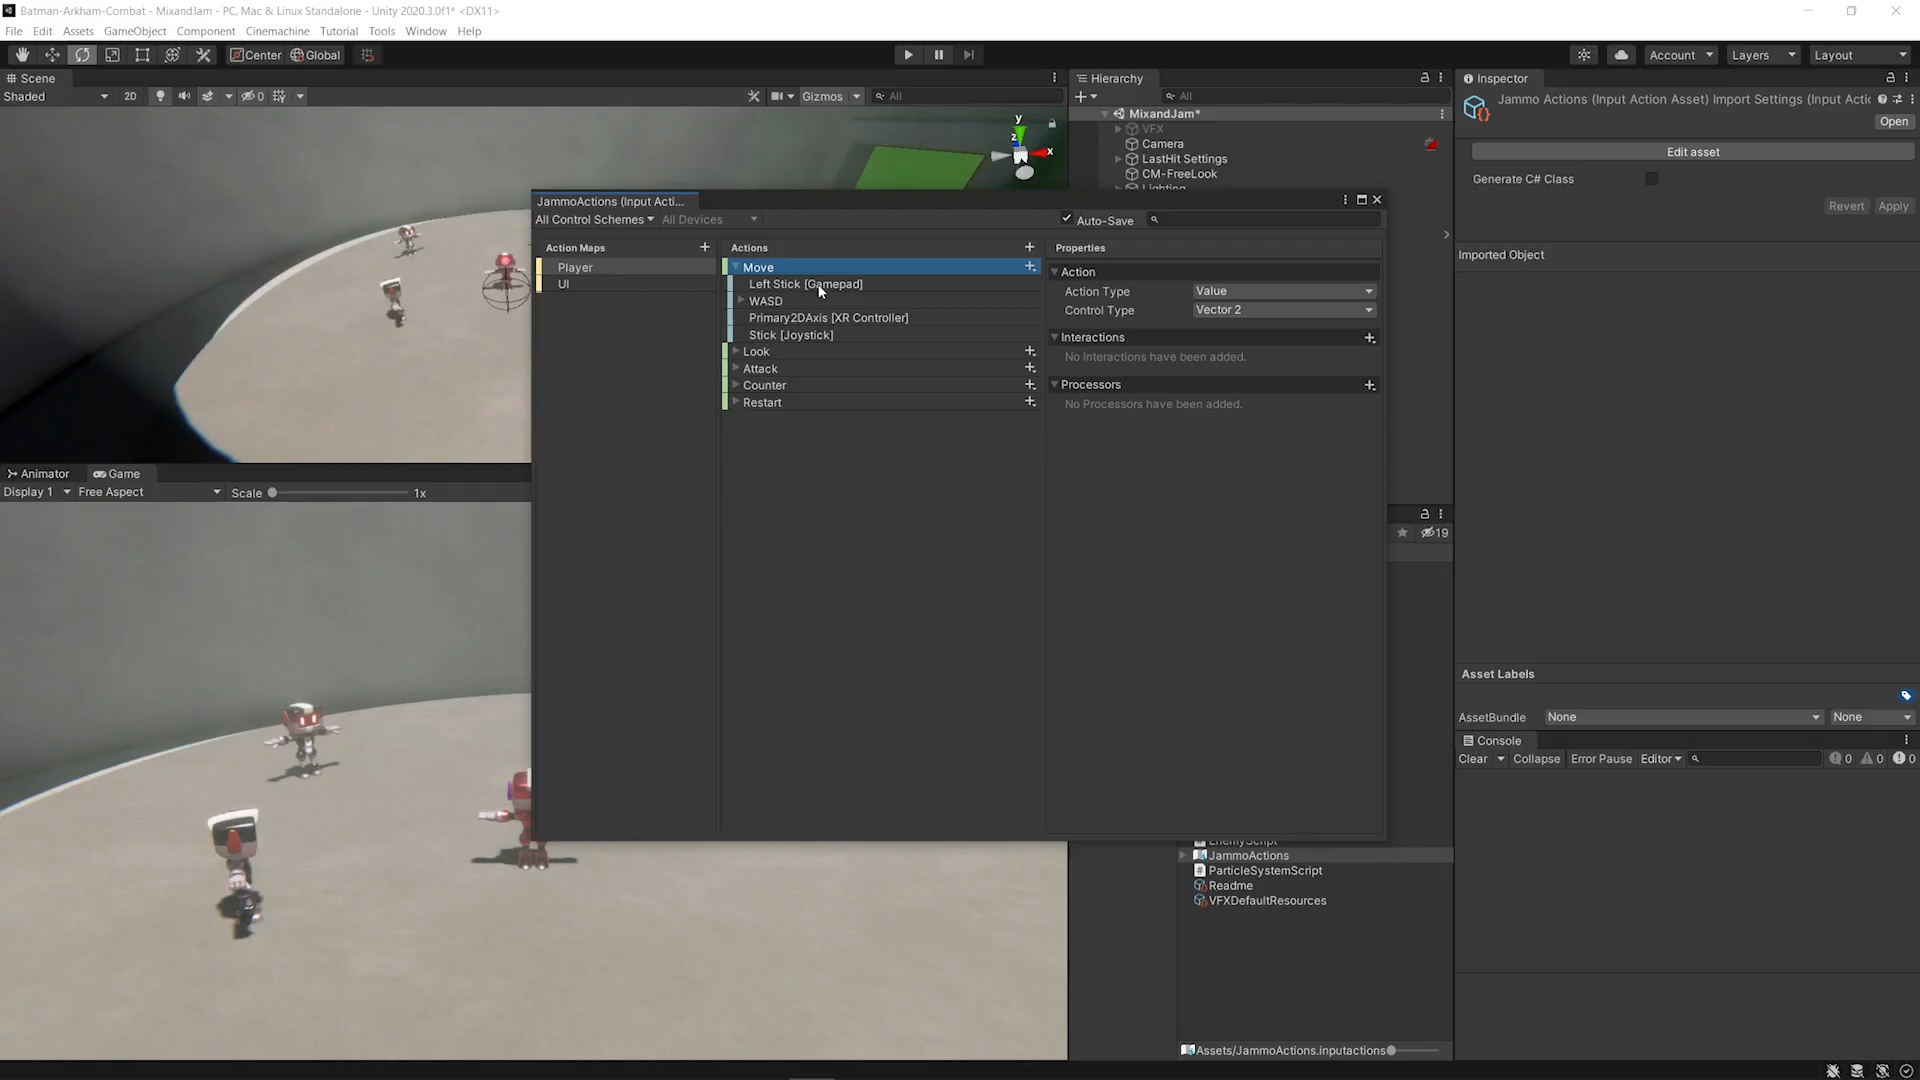 Batman-Arkham-Combat - MixandJam - PC, Mac & Linux Standalone - Unity 2020.3.0f1* <DX11>
File Edit Assets GameObject Component Cinemachine Tutorial Tools Window Help
Center Global Account Layers Layout
Scene
Shaded 2D 0 Gizmos All
y
z
x
Hierarchy
All
MixandJam*
VFX
Camera
LastHit Settings
CM-FreeLook
Lighting
Inspector
Jammo Actions (Input Action Asset) Import Settings (Input Actic
Open
Edit asset
Generate C# Class
Revert Apply
Imported Object
JammoActions (Input Acti...
All Control Schemes All Devices Auto-Save
Action Maps
Player
UI
Actions
Move
Left Stick [Gamepad]
WASD
Primary2DAxis [XR Controller]
Stick [Joystick]
Look
Attack
Counter
Restart
Properties
Action
Action Type Value
Control Type Vector 2
Interactions
No Interactions have been added.
Processors
No Processors have been added.
Animator Game
Display 1 Free Aspect Scale 1x
19
EnemyScript
JammoActions
ParticleSystemScript
Readme
VFXDefaultResources
Assets/JammoActions.inputactions
Asset Labels
AssetBundle None None
Console
Clear Collapse Error Pause Editor 0 0 0